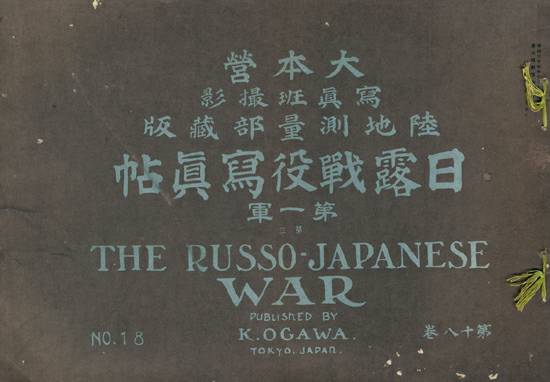 大本營
寫眞班撮影
陸地測量部藏版
日露戰役寫眞帖
第一軍
THE RUSSO-JAPANESE
WAR
PUBLISHED BY
K. OGAWA.
TOKYO. JAPAN.
NO. 18
第十八卷